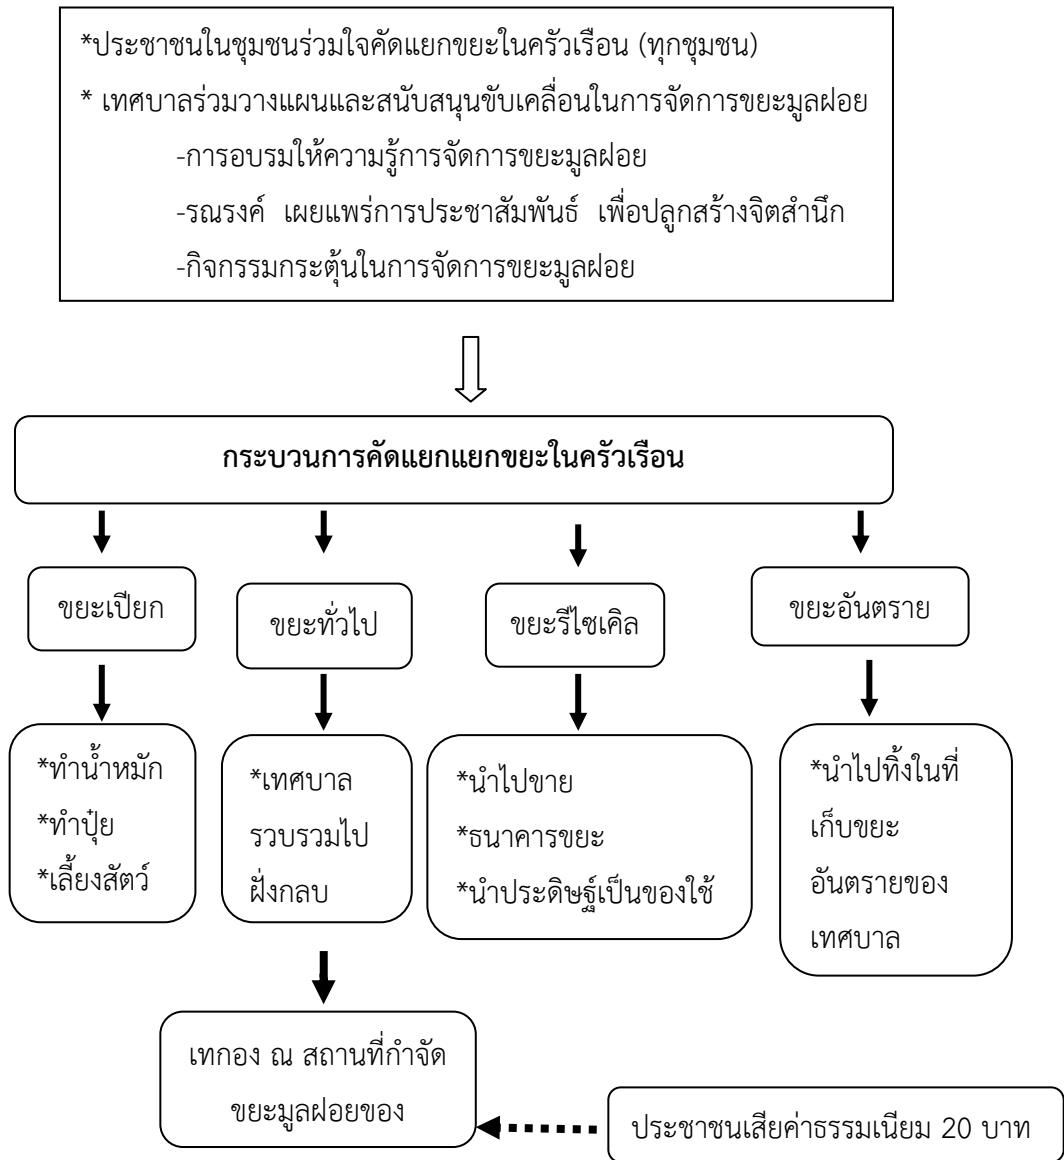 *ประชาชนในชุมชนร่วมใจคัดแยกขยะในครัวเรือน (ทุกชุมชน)
* เทศบาลร่วมวางแผนและสนับสนุนขับเคลื่อนในการจัดการขยะมูลฝอย
-การอบรมให้ความรู้การจัดการขยะมูลฝอย
-รณรงค์ เผยแพร่การประชาสัมพันธ์ เพื่อปลูกสร้างจิตสำนึก
-กิจกรรมกระตุ้นในการจัดการขยะมูลฝอย
กระบวนการคัดแยกแยกขยะในครัวเรือน
ขยะเปียก
ขยะทั่วไป
ขยะรีไซเคิล
ขยะอันตราย
*ทำน้ำหมัก
*ทำปุ๋ย
*เลี้ยงสัตว์
*เทศบาล
รวบรวมไป
ฝั่งกลบ
*นำไปขาย
*ธนาคารขยะ
*นำประดิษฐ์เป็นของใช้
*นำไปทิ้งในที่
เก็บขยะ
อันตรายของ
เทศบาล
เทกอง ณ สถานที่กำจัด
ขยะมูลฝอยของ
ประชาชนเสียค่าธรรมเนียม 20 บาท